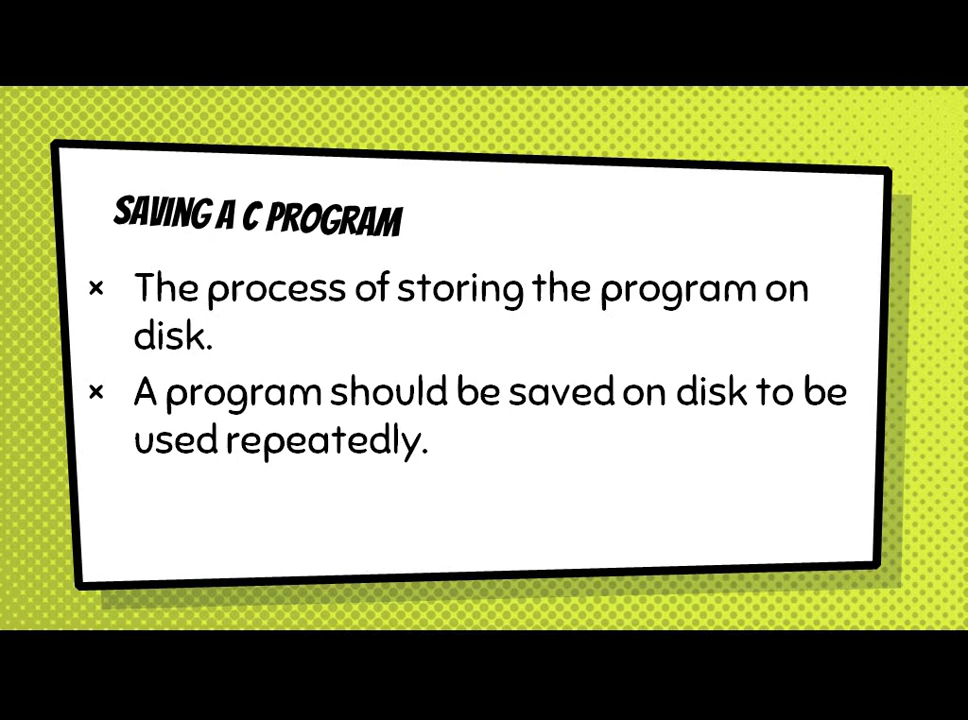 SAVING A C PROGRAM
× The process of storing the program on
disk.
× A program should be saved on disk to be
used repeatedly.